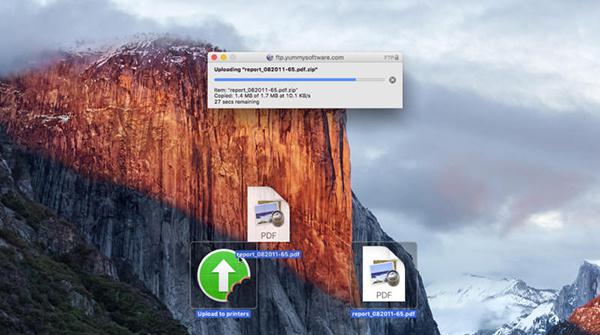 ftp.yummysoftware.com
FTP
Uploading "report_082011-65.pdf.zip"
Item: "report_082011-65.pdf.zip"
Copied: 1.4 MB of 1.7 MB at 10.1 KB/s
27 secs remaining
PDF
report_082011-65.pdf
PDF
Upload to printers
report_082011-65.pdf